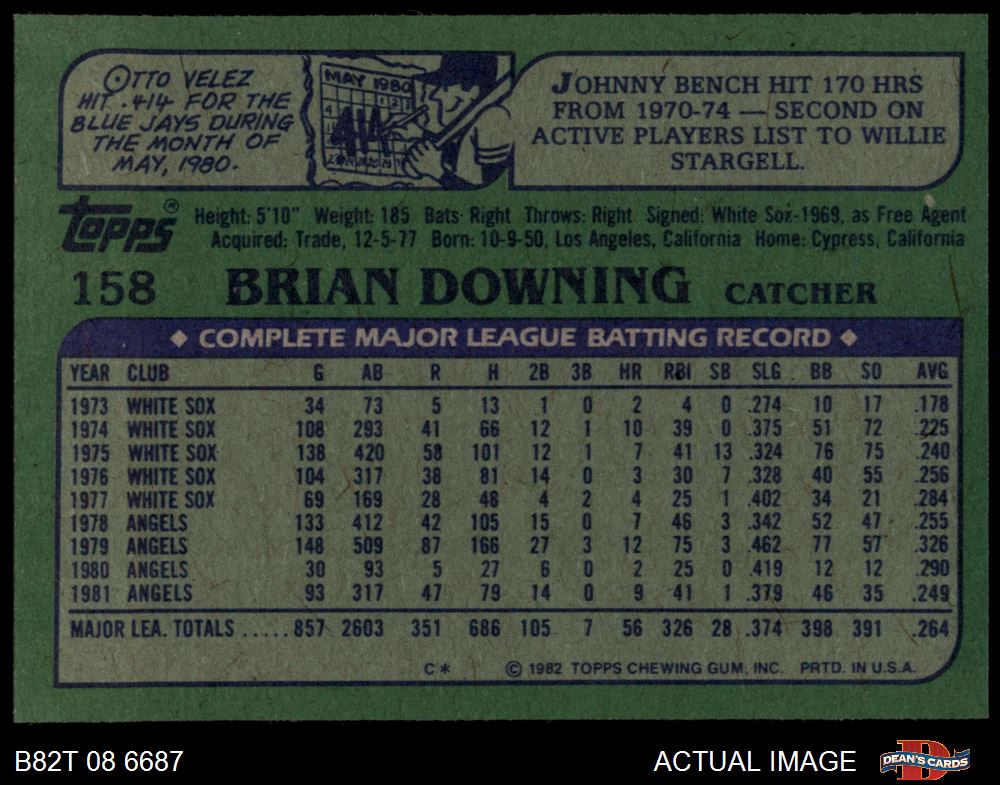 OTTO VELEZ
HIT .414 FOR THE
BLUE JAYS DURING
THE MONTH OF
MAY, 1980.
MAY 1980
414
JOHNNY BENCH HIT 170 HRS
FROM 1970-74 — SECOND ON
ACTIVE PLAYERS LIST TO WILLIE
STARGELL.
topps®
Height: 5'10" Weight: 185 Bats: Right Throws: Right Signed: White Sox-1969, as Free Agent
Acquired: Trade, 12-5-77 Born: 10-9-50, Los Angeles, California Home: Cypress, California
158 BRIAN DOWNING CATCHER
◆ COMPLETE MAJOR LEAGUE BATTING RECORD ◆
YEAR CLUB G AB R H 2B 3B HR RBI SB SLG BB SO AVG
1973 WHITE SOX 34 73 5 13 1 0 2 4 0 .274 10 17 .178
1974 WHITE SOX 108 293 41 66 12 1 10 39 0 .375 51 72 .225
1975 WHITE SOX 138 420 58 101 12 1 7 41 13 .324 76 75 .240
1976 WHITE SOX 104 317 38 81 14 0 3 30 7 .328 40 55 .256
1977 WHITE SOX 69 169 28 48 4 2 4 25 1 .402 34 21 .284
1978 ANGELS 133 412 42 105 15 0 7 46 3 .342 52 47 .255
1979 ANGELS 148 509 87 166 27 3 12 75 3 .462 77 57 .326
1980 ANGELS 30 93 5 27 6 0 2 25 0 .419 12 12 .290
1981 ANGELS 93 317 47 79 14 0 9 41 1 .379 46 35 .249
MAJOR LEA. TOTALS .....857 2603 351 686 105 7 56 326 28 .374 398 391 .264
C* © 1982 TOPPS CHEWING GUM, INC. PRTD. IN U.S.A.
B82T 08 6687 ACTUAL IMAGE DEAN'S CARDS